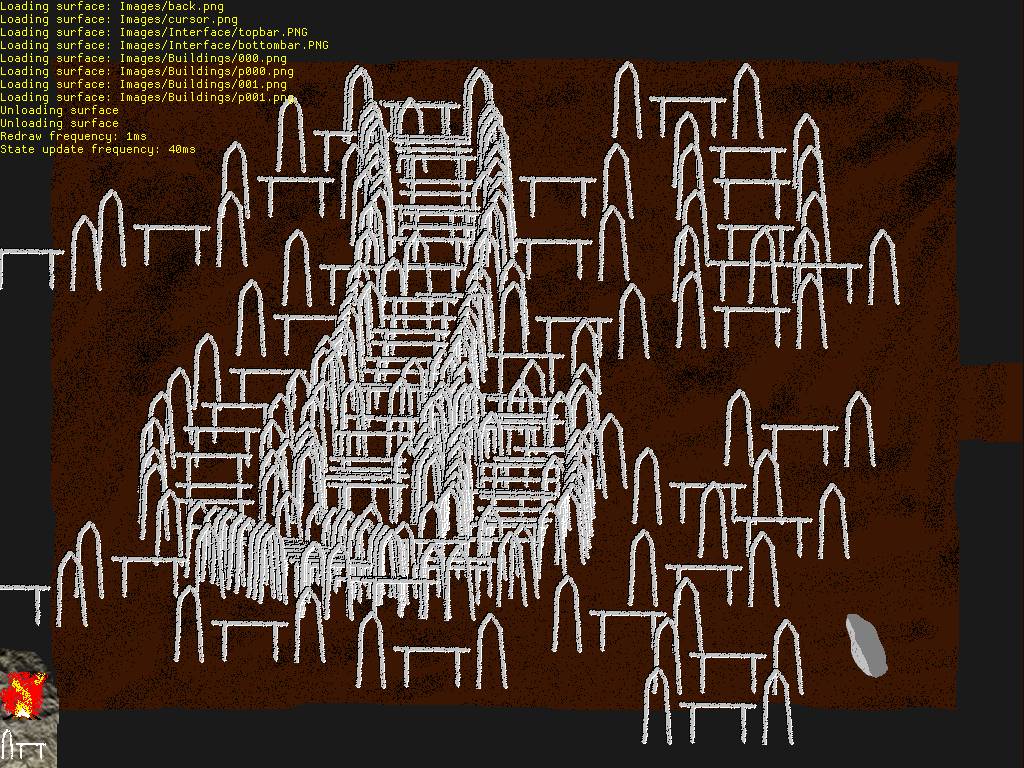 Loading surface: Images/back.png
Loading surface: Images/cursor.png
Loading surface: Images/Interface/topbar.PNG
Loading surface: Images/Interface/bottombar.PNG
Loading surface: Images/Buildings/000.png
Loading surface: Images/Buildings/p000.png
Loading surface: Images/Buildings/001.png
Loading surface: Images/Buildings/p001.png
Unloading surface
Unloading surface
Redraw frequency: 1ms
State update frequency: 40ms